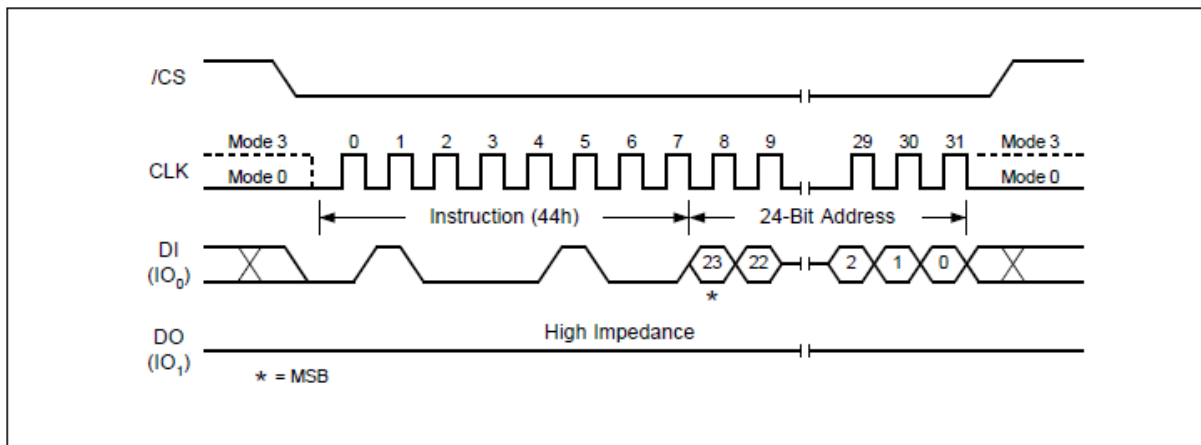 /CS
Mode 3 0 1 2 3 4 5 6 7 8 9 29 30 31 Mode 3
CLK Mode 0 Mode 0
Instruction (44h) 24-Bit Address
DI
(IO0) 23 22 2 1 0
*
High Impedance
DO
(IO1)
* = MSB